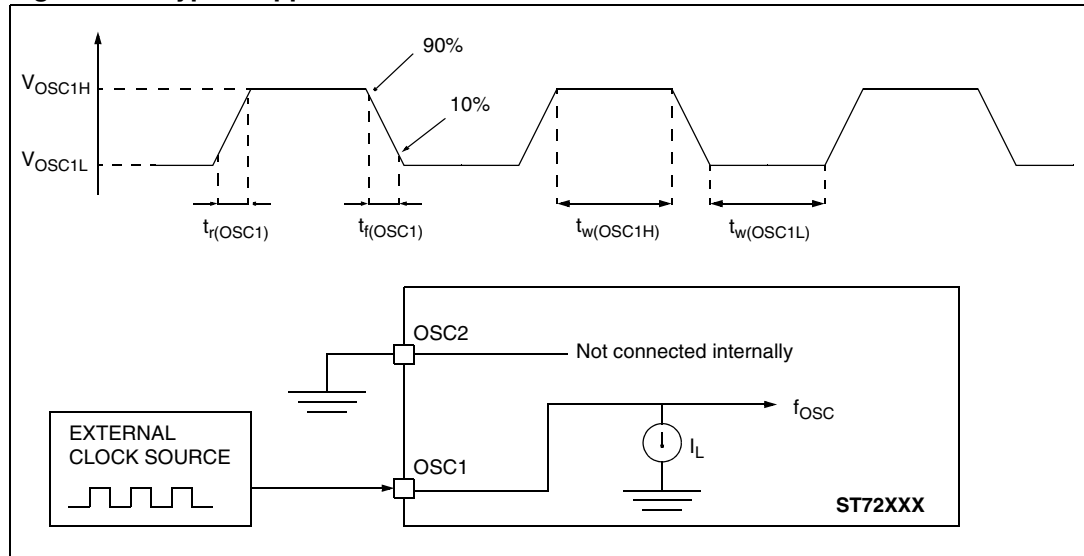 90%
VOSC1H
10%
VOSC1L
tr(OSC1)
tf(OSC1)
tw(OSC1H)
tw(OSC1L)
OSC2
Not connected internally
fOSC
EXTERNAL
CLOCK SOURCE
OSC1
IL
ST72XXX